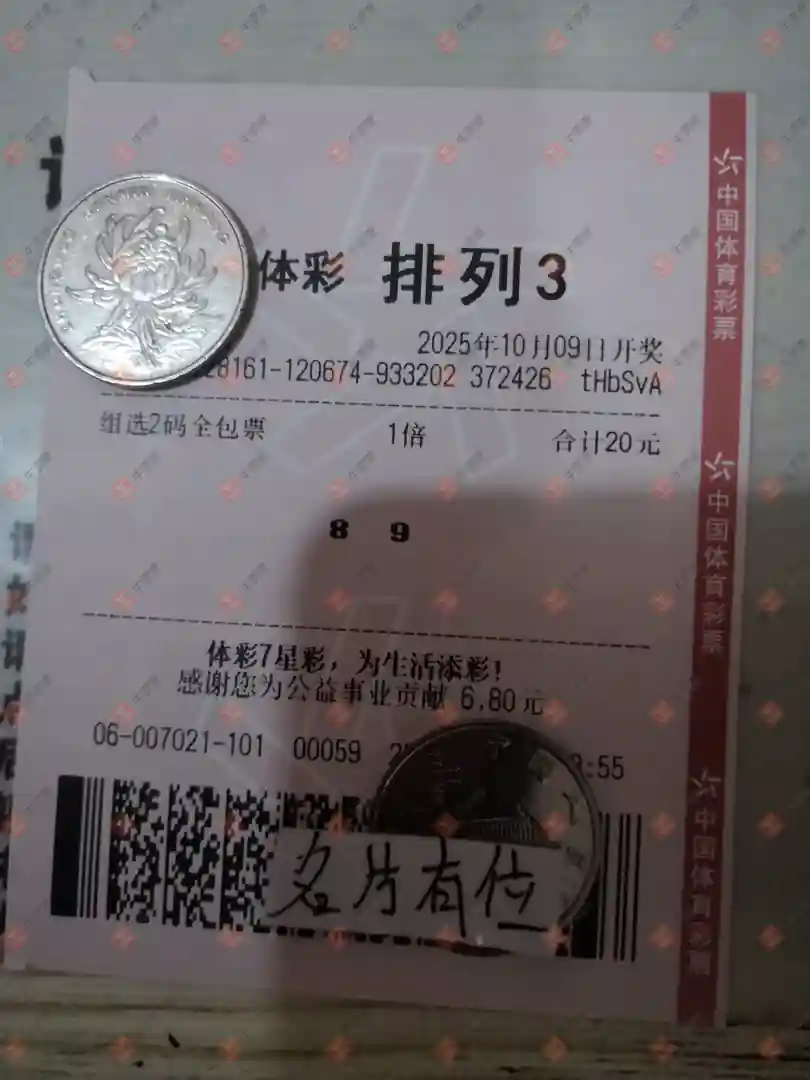 体彩 排列3
2025年10月09日开奖
28161-120674-933202 372426 tHbSvA
组选2码全包票 1倍 合计20元
8 9
体彩7星彩，为生活添彩！
感谢您为公益事业贡献 6.80元
06-007021-101 00059 :55
名片有位
中国体育彩票
中国体育彩票
中国体育彩票